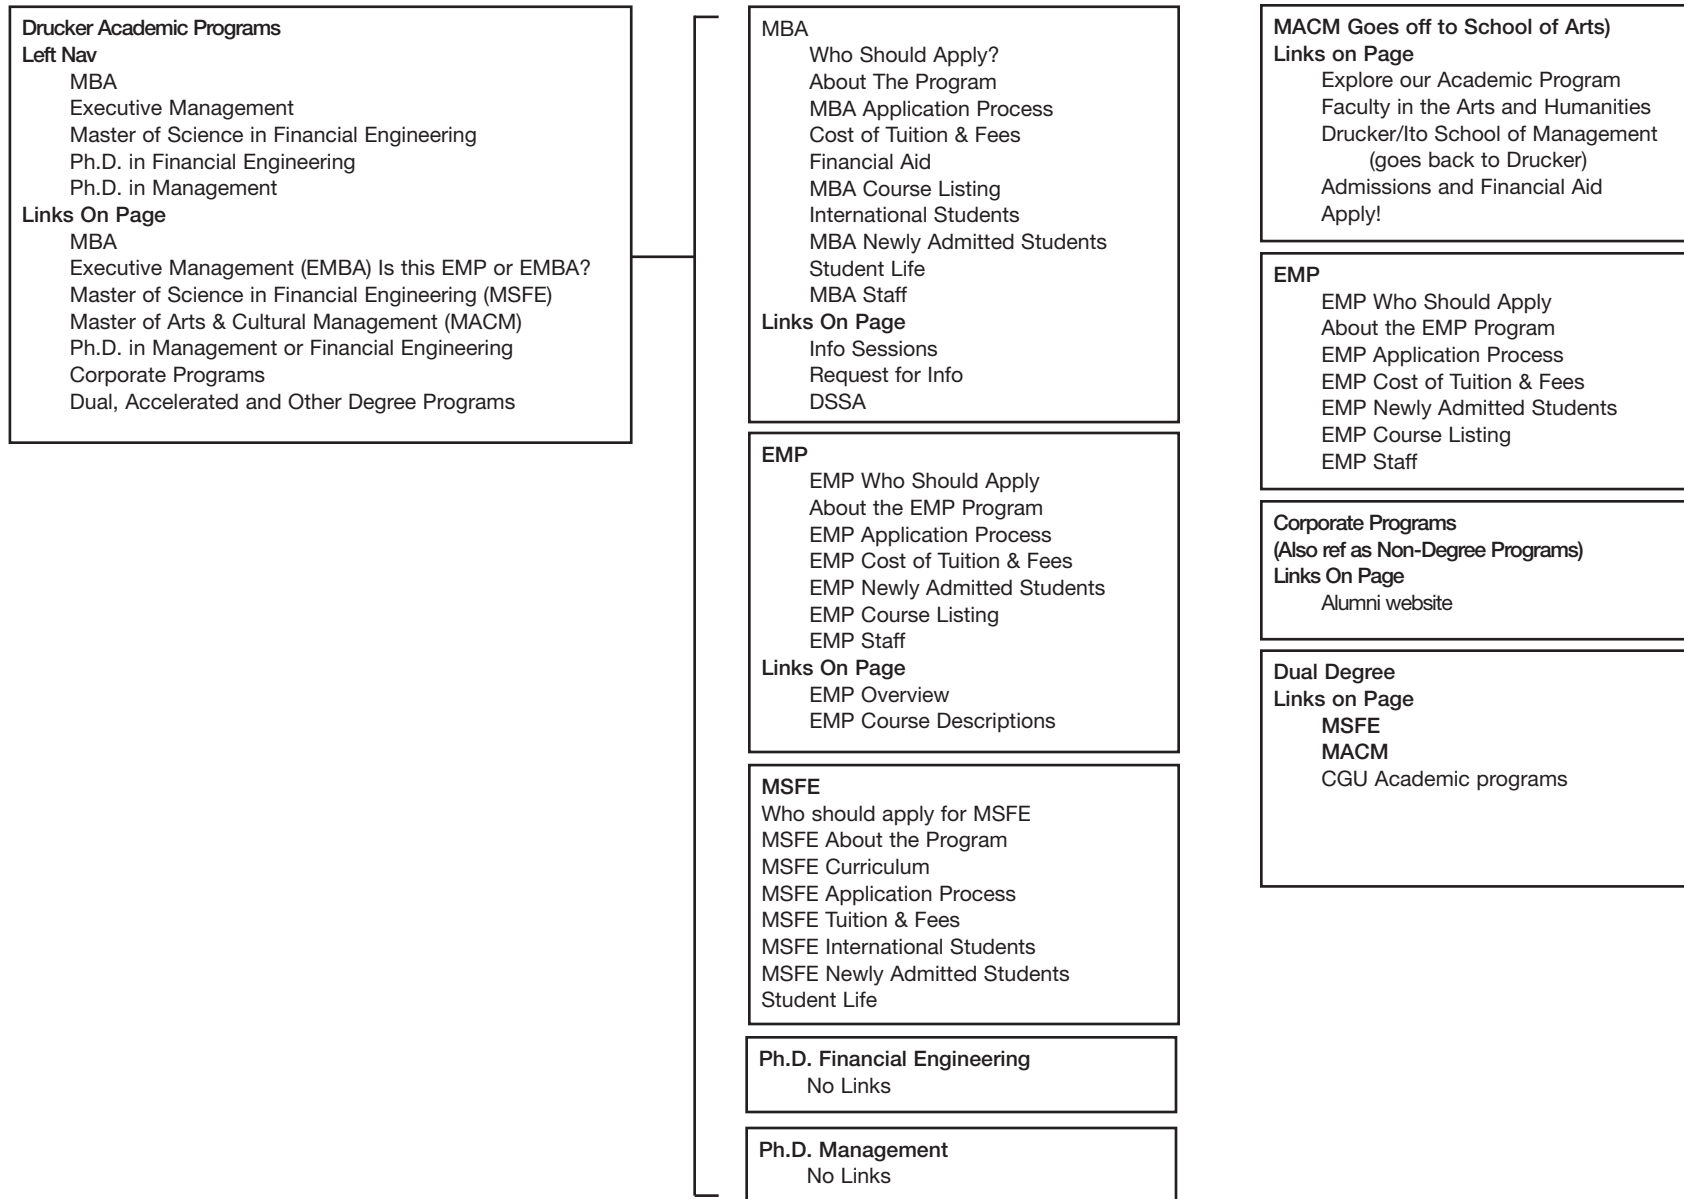 Drucker Academic Programs
Left Nav
MBA
Executive Management
Master of Science in Financial Engineering
Ph.D. in Financial Engineering
Ph.D. in Management
Links On Page
MBA
Executive Management (EMBA) Is this EMP or EMBA?
Master of Science in Financial Engineering (MSFE)
Master of Arts & Cultural Management (MACM)
Ph.D. in Management or Financial Engineering
Corporate Programs
Dual, Accelerated and Other Degree Programs
MBA
Who Should Apply?
About The Program
MBA Application Process
Cost of Tuition & Fees
Financial Aid
MBA Course Listing
International Students
MBA Newly Admitted Students
Student Life
MBA Staff
Links On Page
Info Sessions
Request for Info
DSSA
EMP
EMP Who Should Apply
About the EMP Program
EMP Application Process
EMP Cost of Tuition & Fees
EMP Newly Admitted Students
EMP Course Listing
EMP Staff
Links On Page
EMP Overview
EMP Course Descriptions
MSFE
Who should apply for MSFE
MSFE About the Program
MSFE Curriculum
MSFE Application Process
MSFE Tuition & Fees
MSFE International Students
MSFE Newly Admitted Students
Student Life
Ph.D. Financial Engineering
No Links
Ph.D. Management
No Links
MACM Goes off to School of Arts)
Links on Page
Explore our Academic Program
Faculty in the Arts and Humanities
Drucker/Ito School of Management
(goes back to Drucker)
Admissions and Financial Aid
Apply!
EMP
EMP Who Should Apply
About the EMP Program
EMP Application Process
EMP Cost of Tuition & Fees
EMP Newly Admitted Students
EMP Course Listing
EMP Staff
Corporate Programs
(Also ref as Non-Degree Programs)
Links On Page
Alumni website
Dual Degree
Links on Page
MSFE
MACM
CGU Academic programs